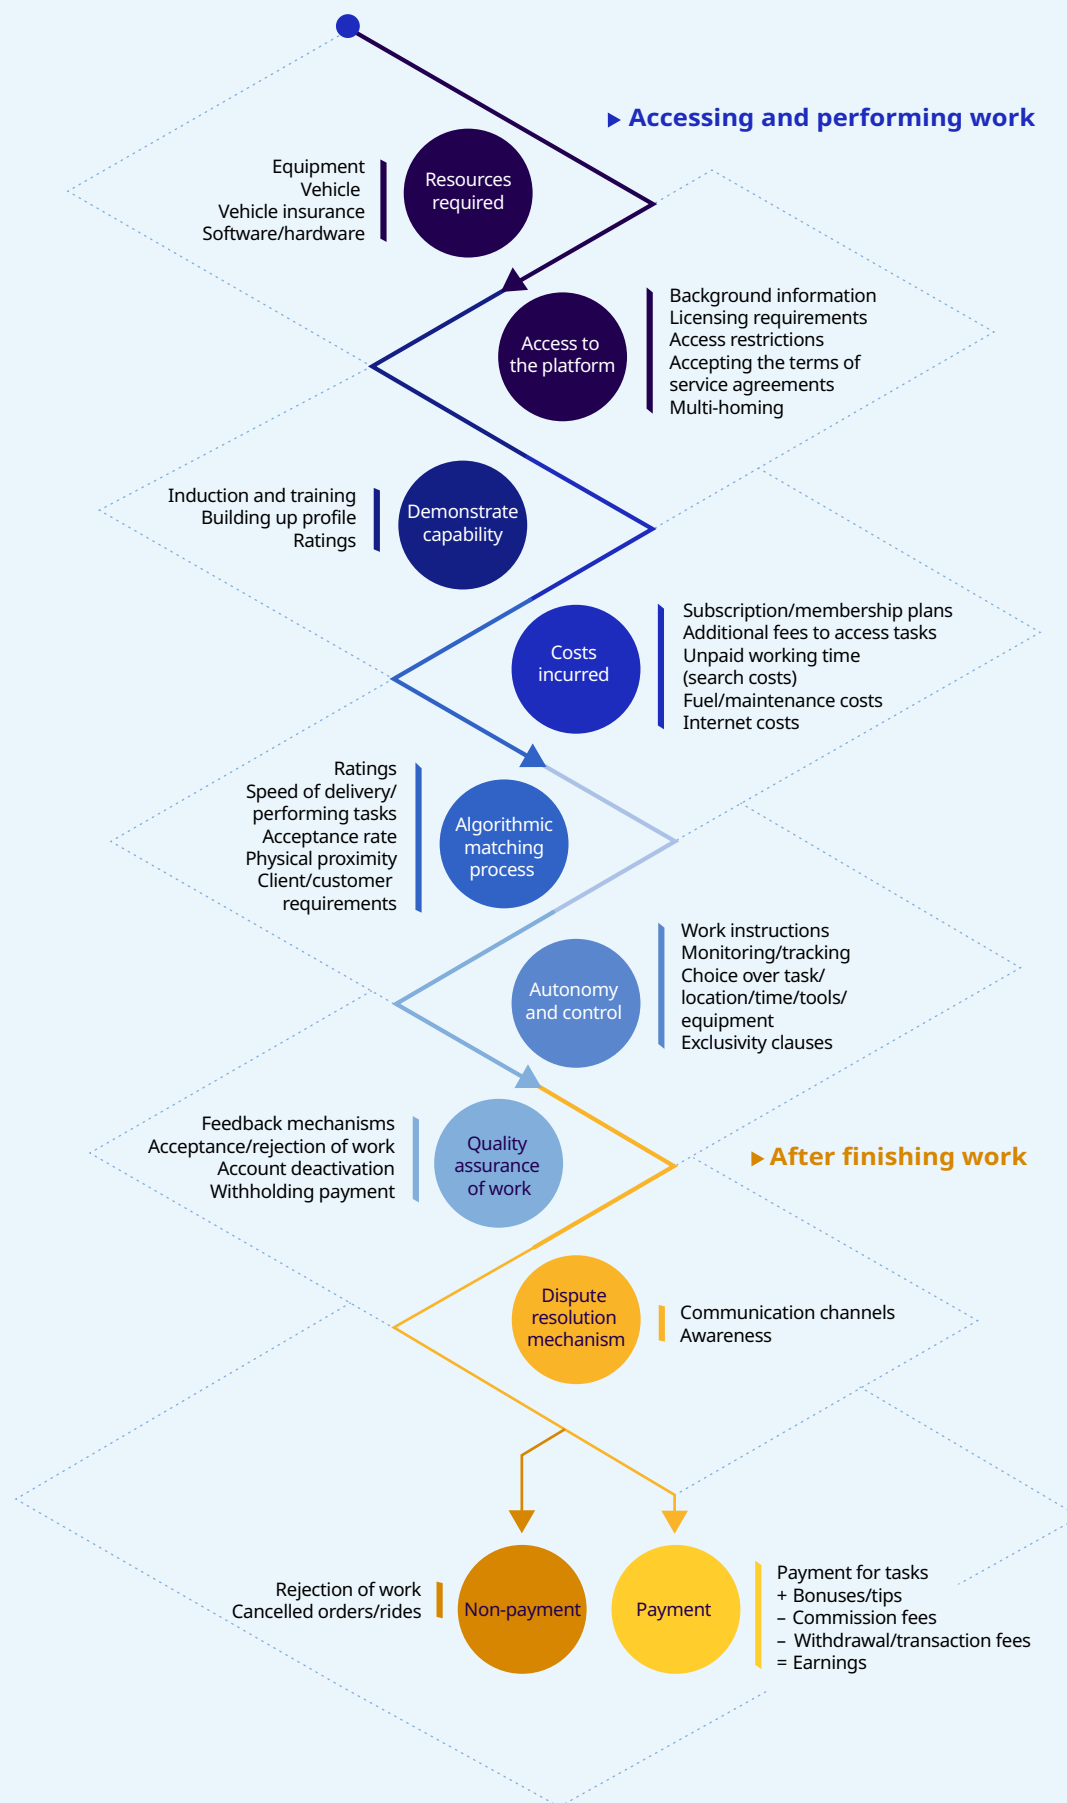 Accessing and performing work
Equipment
Vehicle
Vehicle insurance
Software/hardware
Resources
required
Access to
the platform
Background information
Licensing requirements
Access restrictions
Accepting the terms of
service agreements
Multi-homing
Induction and training
Building up profile
Ratings
Demonstrate
capability
Costs
incurred
Subscription/membership plans
Additional fees to access tasks
Unpaid working time
(search costs)
Fuel/maintenance costs
Internet costs
Ratings
Speed of delivery/
performing tasks
Acceptance rate
Physical proximity
Client/customer
requirements
Algorithmic
matching
process
Autonomy
and control
Work instructions
Monitoring/tracking
Choice over task/
location/time/tools/
equipment
Exclusivity clauses
Feedback mechanisms
Acceptance/rejection of work
Account deactivation
Withholding payment
Quality
assurance
of work
After finishing work
Dispute
resolution
mechanism
Communication channels
Awareness
Rejection of work
Cancelled orders/rides
Non-payment
Payment
Payment for tasks
+ Bonuses/tips
– Commission fees
– Withdrawal/transaction fees
= Earnings